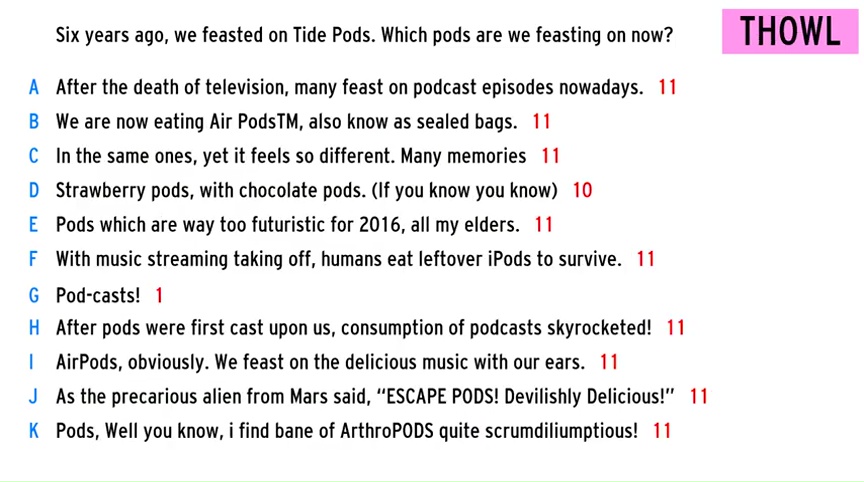 Six years ago, we feasted on Tide Pods. Which pods are we feasting on now? THOWL
A After the death of television, many feast on podcast episodes nowadays. 11
B We are now eating Air PodsTM, also know as sealed bags. 11
C In the same ones, yet it feels so different. Many memories 11
D Strawberry pods, with chocolate pods. (If you know you know) 10
E Pods which are way too futuristic for 2016, all my elders. 11
F With music streaming taking off, humans eat leftover iPods to survive. 11
G Pod-casts! 1
H After pods were first cast upon us, consumption of podcasts skyrocketed! 11
I AirPods, obviously. We feast on the delicious music with our ears. 11
J As the precarious alien from Mars said, “ESCAPE PODS! Devilishly Delicious!” 11
K Pods, Well you know, i find bane of ArthroPODS quite scrumdiliumptious! 11